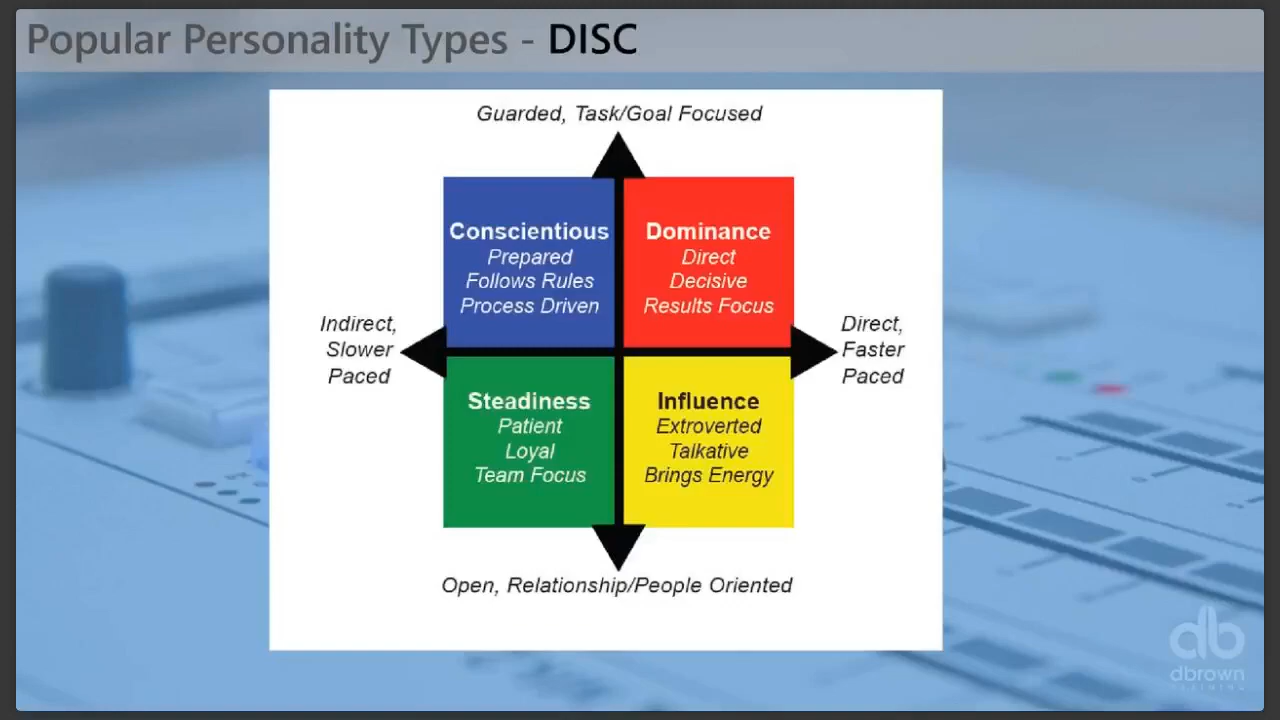 Popular Personality Types - DISC
Guarded, Task/Goal Focused
Conscientious
Prepared
Follows Rules
Process Driven
Dominance
Direct
Decisive
Results Focus
Indirect,
Slower
Paced
Direct,
Faster
Paced
Steadiness
Patient
Loyal
Team Focus
Influence
Extroverted
Talkative
Brings Energy
Open, Relationship/People Oriented
db
dbrown